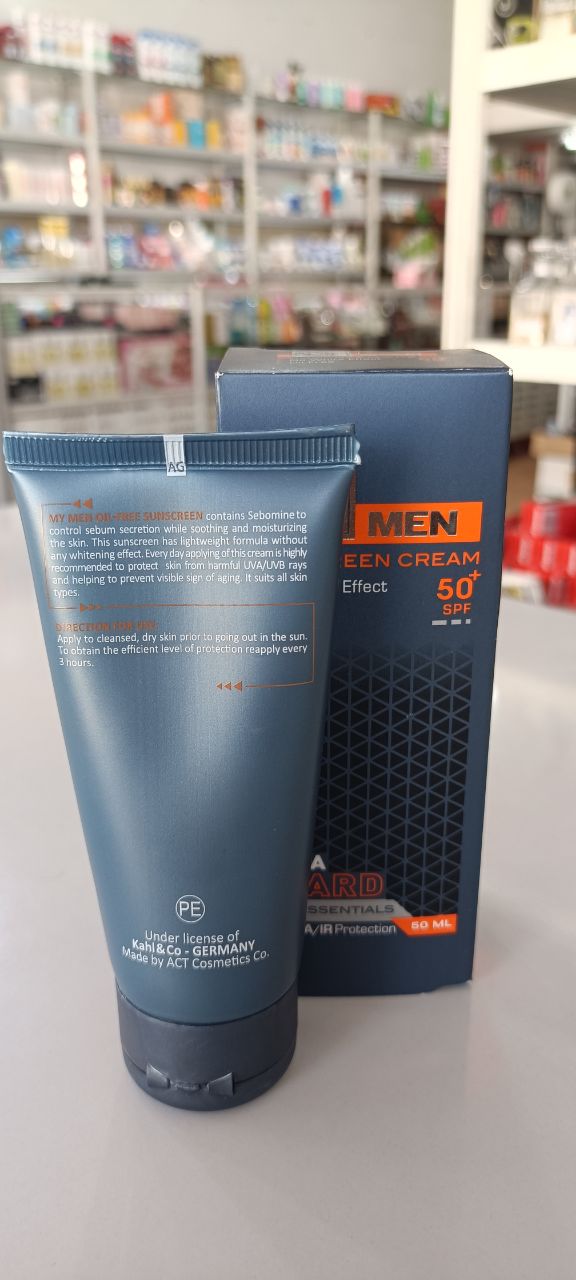 AG
MY MEN OIL-FREE SUNSCREEN contains Sebomine to
control sebum secretion while soothing and moisturizing
the skin. This sunscreen has lightweight formula without
any whitening effect. Every day applying of this cream is highly
recommended to protect skin from harmful UVA/UVB rays
and helping to prevent visible sign of aging. It suits all skin
types.
DIRECTION FOR USE:
Apply to cleansed, dry skin prior to going out in the sun.
To obtain the efficient level of protection reapply every
3 hours.
PE
Under license of
Kahl&Co - GERMANY
Made by ACT Cosmetics Co.
MEN
EEN CREAM
Effect
50+
SPF
A
ARD
SSENTIALS
A/IR Protection
50 ML